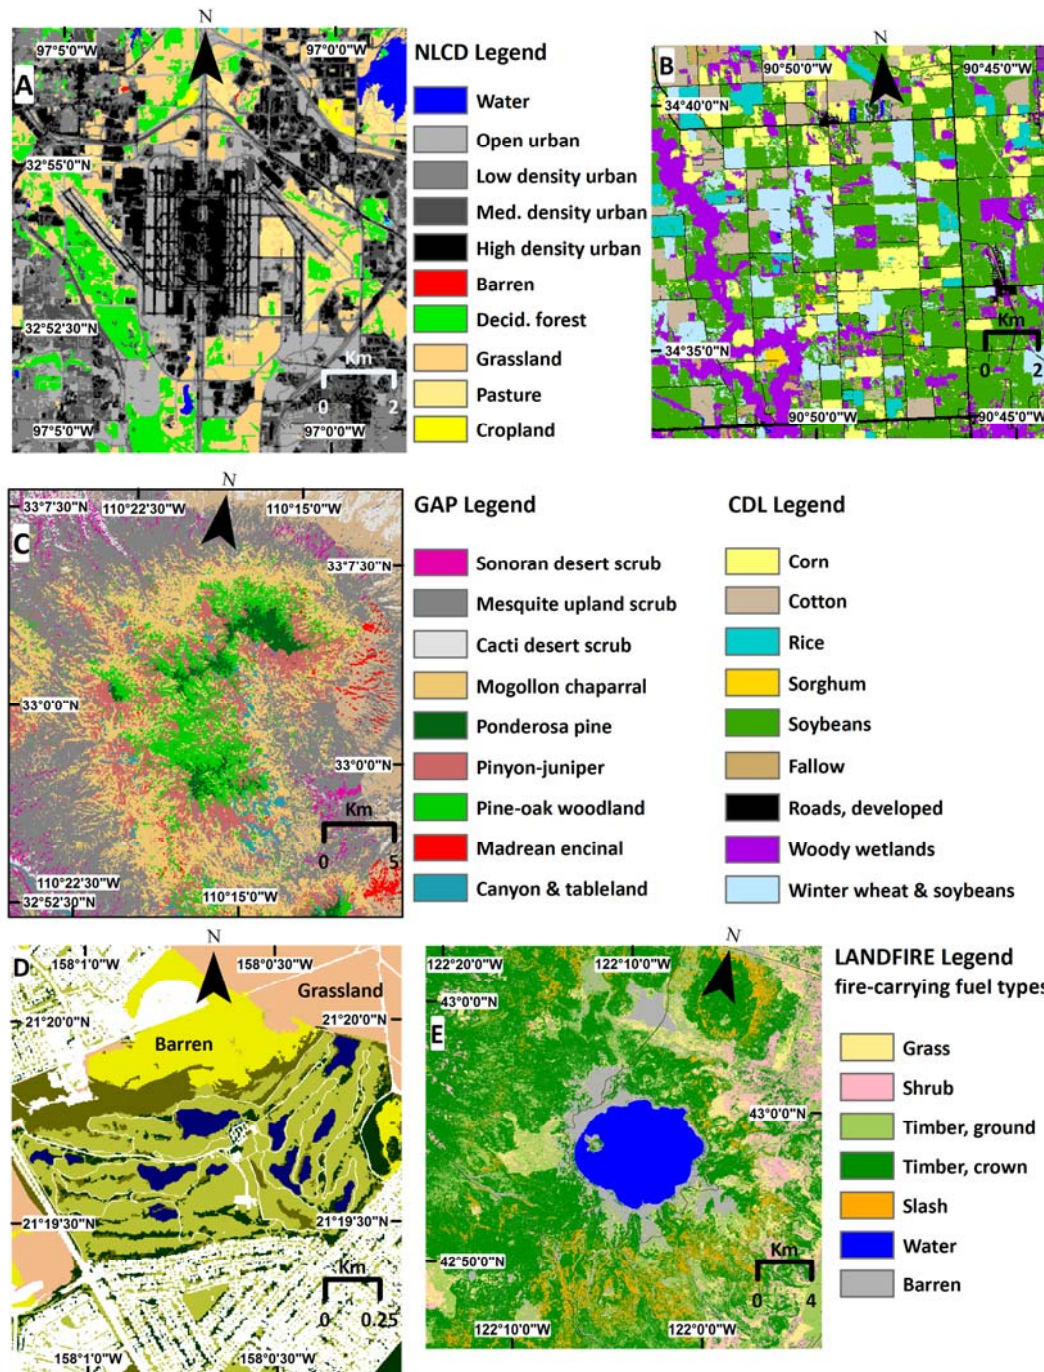 N
A
97°5'0"W
97°0'0"W
32°55'0"N
32°52'30"N
Km
0 2
97°5'0"W
97°0'0"W
NLCD Legend
Water
Open urban
Low density urban
Med. density urban
High density urban
Barren
Decid. forest
Grassland
Pasture
Cropland
N
B
90°50'0"W
90°45'0"W
34°40'0"N
Km
34°35'0"N
0 2
90°50'0"W
90°45'0"W
N
33°7'30"N
110°22'30"W
110°15'0"W
C
33°7'30"N
33°0'0"N
33°0'0"N
Km
0 5
110°22'30"W
32°52'30"N
110°15'0"W
GAP Legend
Sonoran desert scrub
Mesquite upland scrub
Cacti desert scrub
Mogollon chaparral
Ponderosa pine
Pinyon-juniper
Pine-oak woodland
Madrean encinal
Canyon & tableland
CDL Legend
Corn
Cotton
Rice
Sorghum
Soybeans
Fallow
Roads, developed
Woody wetlands
Winter wheat & soybeans
N
D
158°1'0"W
158°0'30"W
Grassland
21°20'0"N
21°20'0"N
Barren
21°19'30"N
21°19'30"N
Km
0 0.25
158°1'0"W
158°0'30"W
N
122°20'0"W
122°10'0"W
43°0'0"N
E
43°0'0"N
42°50'0"N
Km
0 4
122°10'0"W
122°0'0"W
LANDFIRE Legend
fire-carrying fuel types
Grass
Shrub
Timber, ground
Timber, crown
Slash
Water
Barren